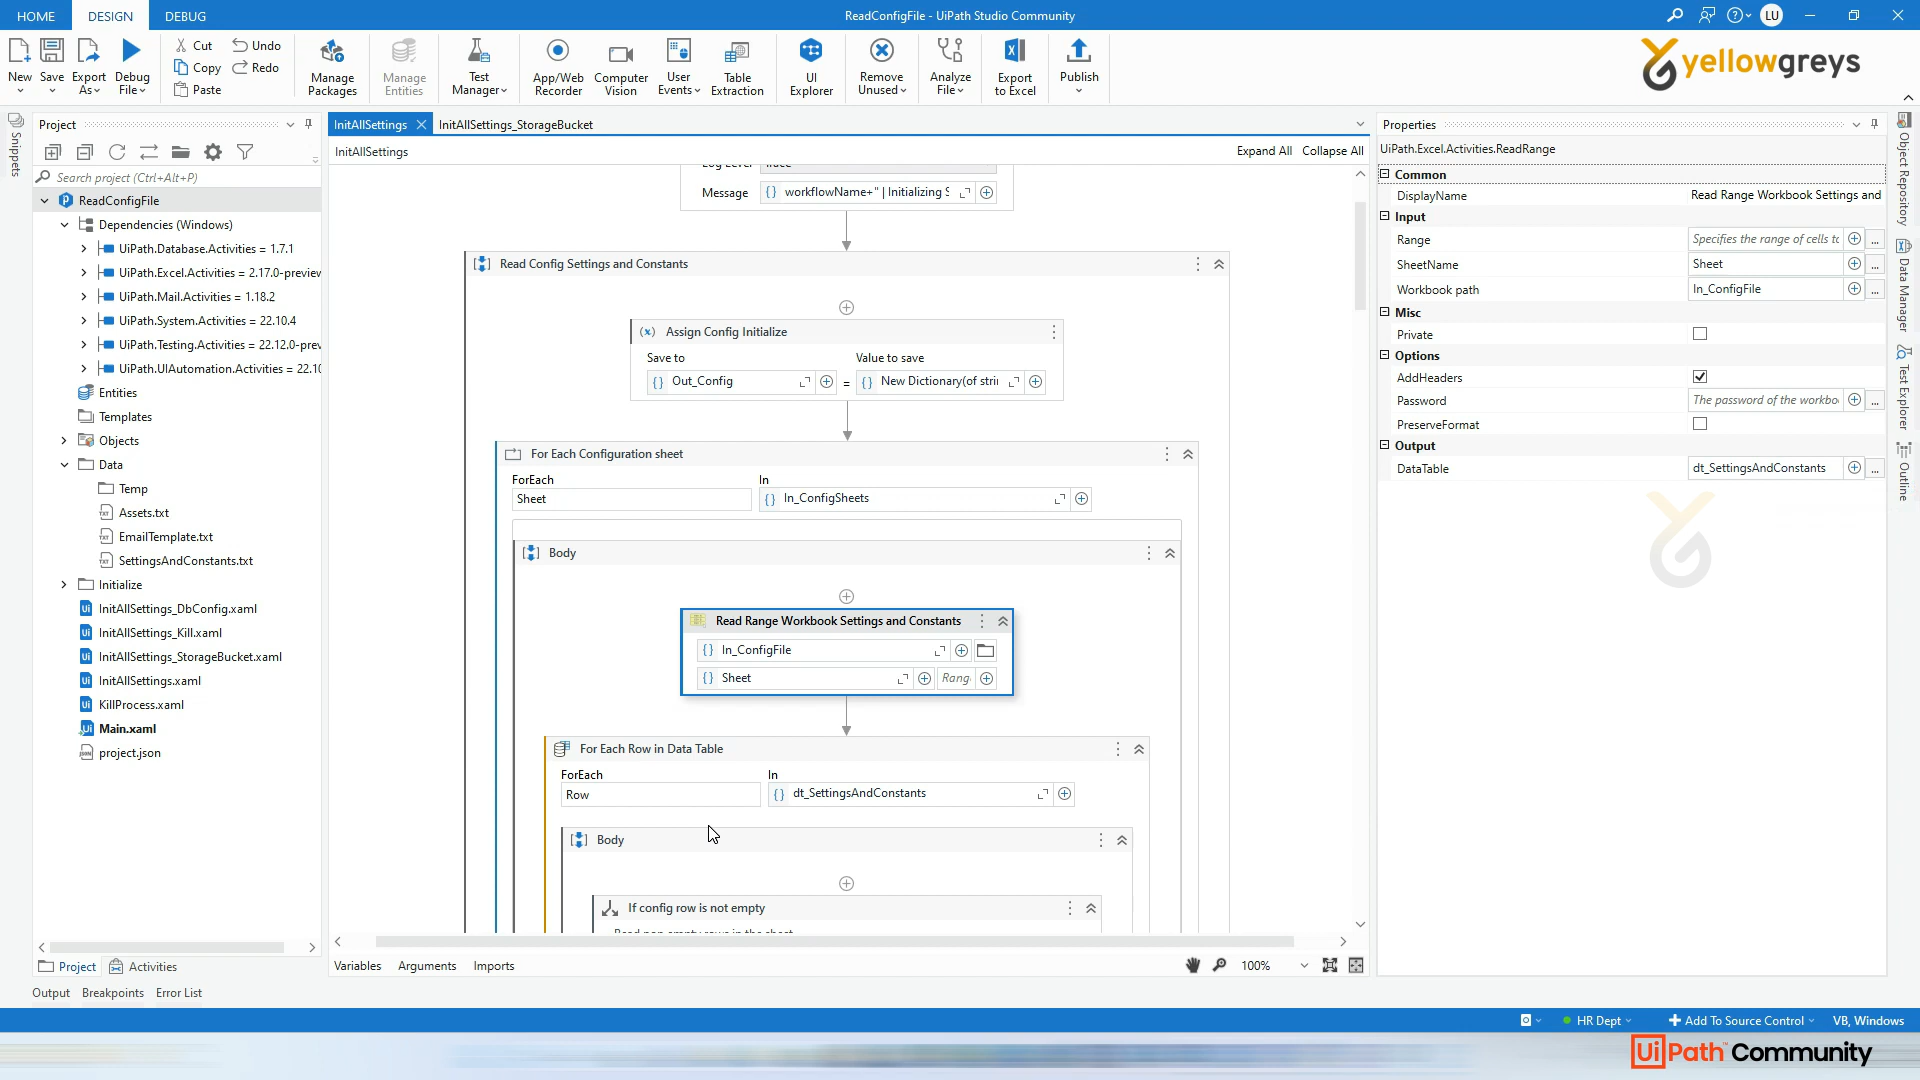 HOME DESIGN DEBUG
ReadConfigFile - UiPath Studio Community
LU
New Save Export As Debug File
Cut Copy Paste
Undo Redo
Manage Packages
Manage Entities
Test Manager
App/Web Recorder
Computer Vision
User Events
Table Extraction
UI Explorer
Remove Unused
Analyze File
Export to Excel
Publish
yellowgreys
Snippets
Project
Search project (Ctrl+Alt+P)
ReadConfigFile
Dependencies (Windows)
UiPath.Database.Activities = 1.7.1
UiPath.Excel.Activities = 2.17.0-preview
UiPath.Mail.Activities = 1.18.2
UiPath.System.Activities = 22.10.4
UiPath.Testing.Activities = 22.12.0-prev
UiPath.UIAutomation.Activities = 22.10
Entities
Templates
Objects
Data
Temp
Assets.txt
EmailTemplate.txt
SettingsAndConstants.txt
Initialize
InitAllSettings_DbConfig.xaml
InitAllSettings_Kill.xaml
InitAllSettings_StorageBucket.xaml
InitAllSettings.xaml
KillProcess.xaml
Main.xaml
project.json
Project Activities
Output Breakpoints Error List
InitAllSettings InitAllSettings_StorageBucket
InitAllSettings
Expand All Collapse All
Message workflowName+" | Initializing S
Read Config Settings and Constants
Assign Config Initialize
Save to Value to save
Out_Config = New Dictionary(of strin
For Each Configuration sheet
ForEach In
Sheet In_ConfigSheets
Body
Read Range Workbook Settings and Constants
In_ConfigFile
Sheet Rang
For Each Row in Data Table
ForEach In
Row dt_SettingsAndConstants
Body
If config row is not empty
Variables Arguments Imports
100%
Properties
UiPath.Excel.Activities.ReadRange
Common
DisplayName Read Range Workbook Settings and
Input
Range Specifies the range of cells to
SheetName Sheet
Workbook path In_ConfigFile
Misc
Private
Options
AddHeaders
Password The password of the workbo
PreserveFormat
Output
DataTable dt_SettingsAndConstants
Object Repository
Data Manager
Test Explorer
Outline
HR Dept
Add To Source Control
VB, Windows
UiPath™ Community